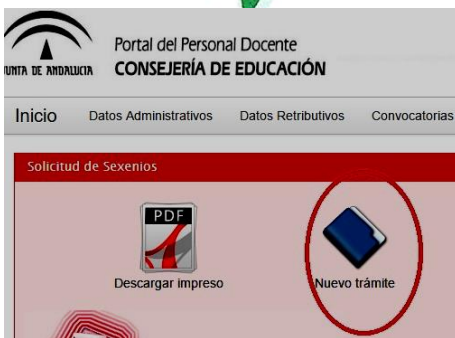 Portal del Personal Docente
JUNTA DE ANDALUCIA CONSEJERÍA DE EDUCACIÓN
Inicio Datos Administrativos Datos Retributivos Convocatorias
Solicitud de Sexenios
PDF
Descargar impreso Nuevo trámite